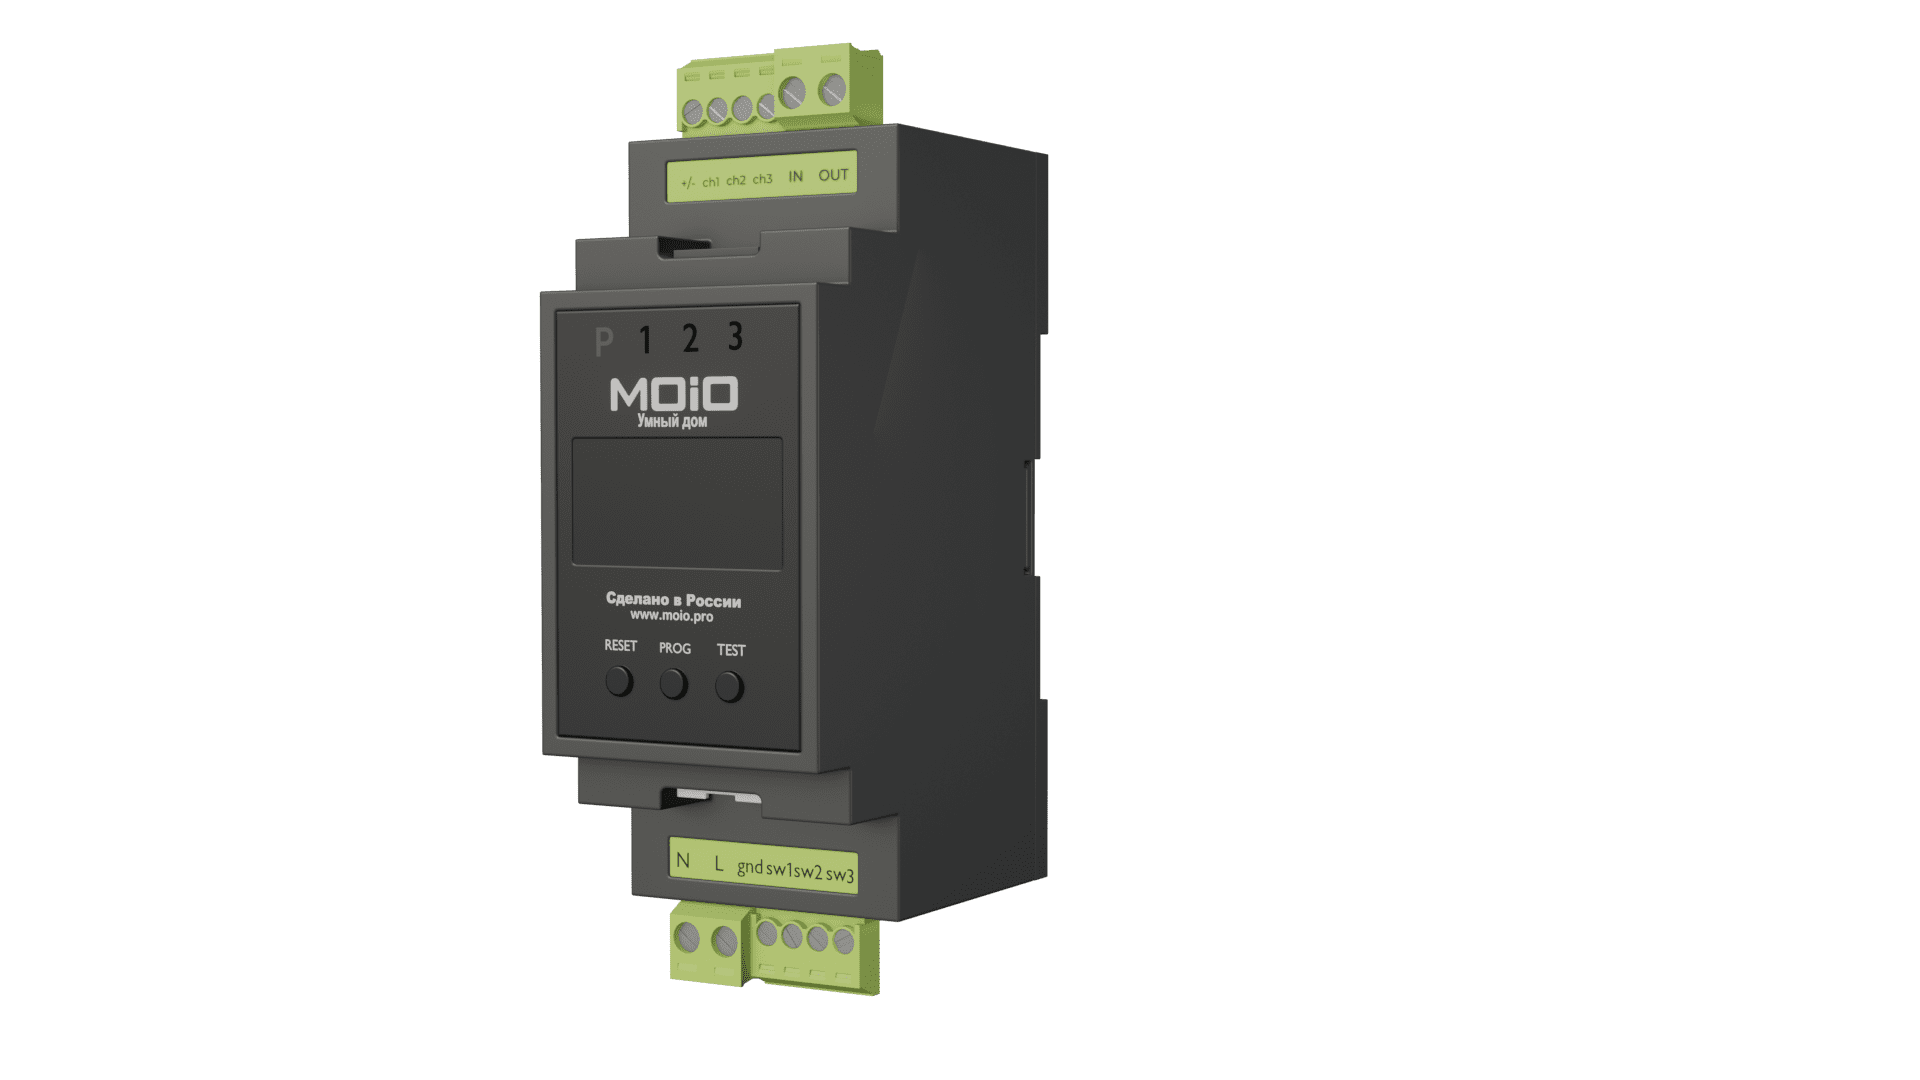 +/- ch1 ch2 ch3 IN OUT
P 1 2 3
MOiO
Умный дом
Сделано в России
www.moio.pro
RESET PROG TEST
N L gnd sw1 sw2 sw3